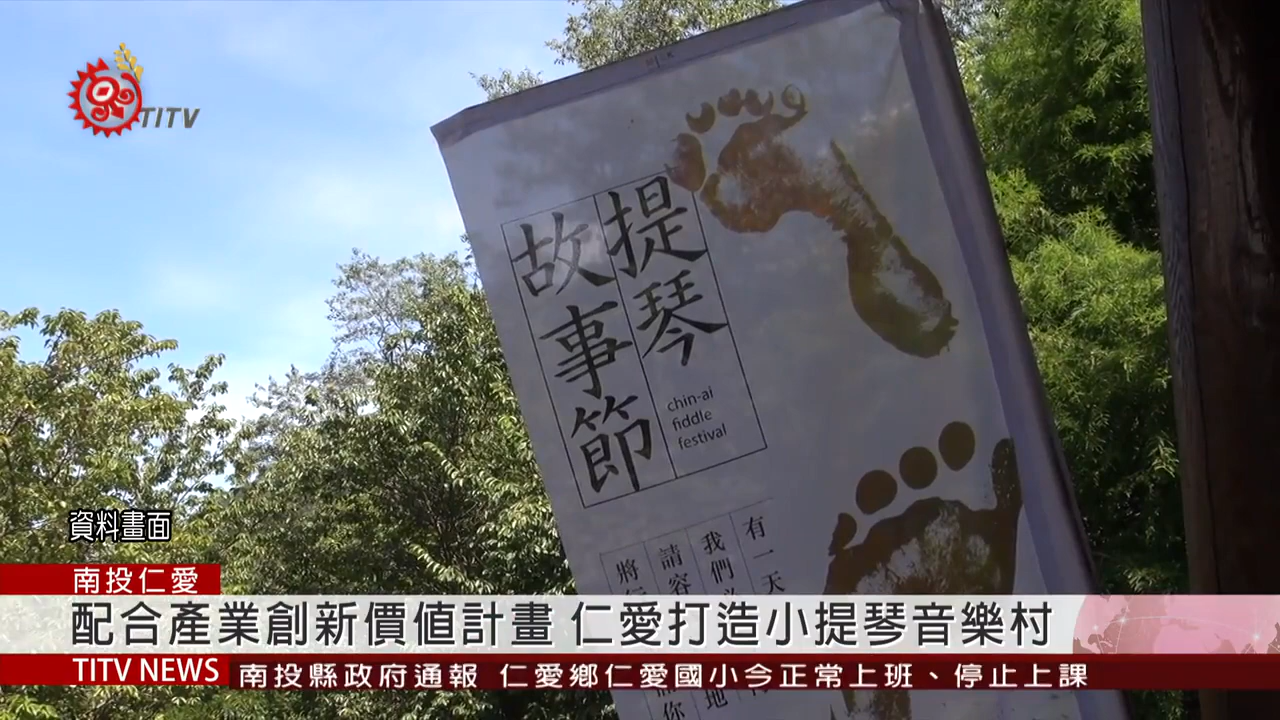 TITV
提琴
故事節
chin-ai
fiddle
festival
有一天
我們
請容
將
地
你
資料畫面
南投仁愛
配合產業創新價值計畫 仁愛打造小提琴音樂村
TITV NEWS
南投縣政府通報 仁愛鄉仁愛國小今正常上班、停止上課